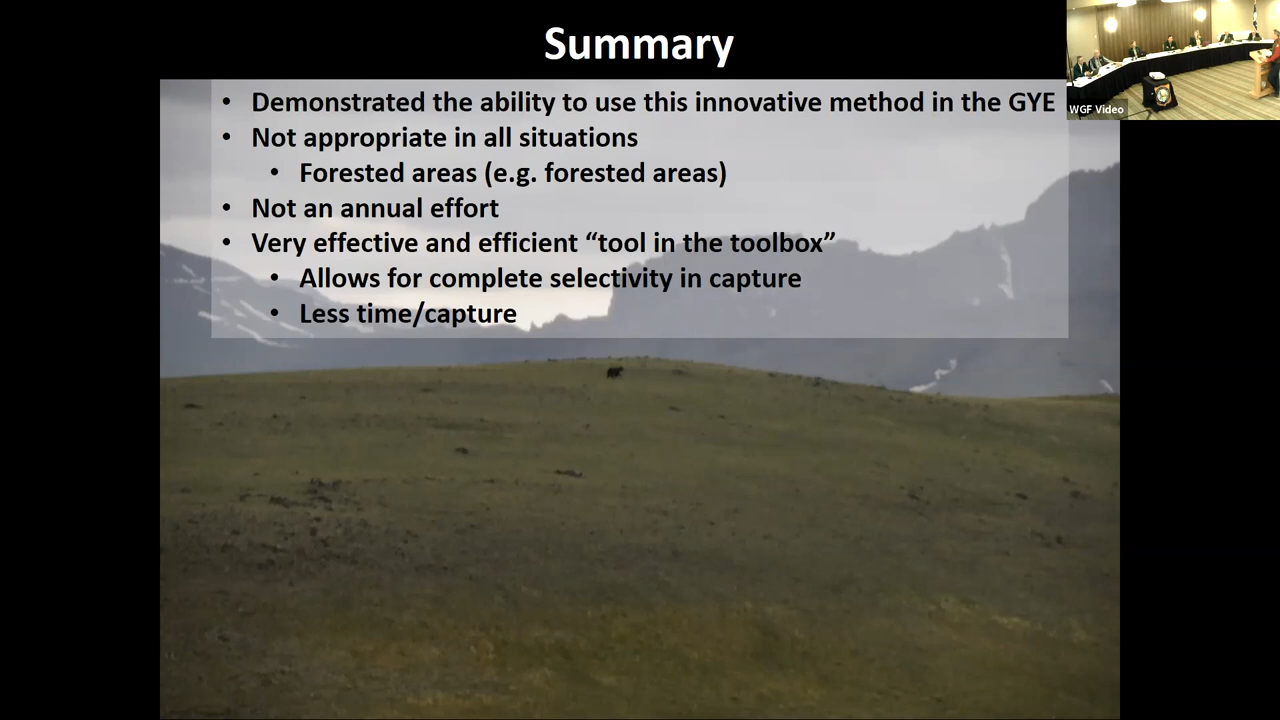 Summary
• Demonstrated the ability to use this innovative method in the GYE
• Not appropriate in all situations
• Forested areas (e.g. forested areas)
• Not an annual effort
• Very effective and efficient “tool in the toolbox”
• Allows for complete selectivity in capture
• Less time/capture
WGF Video